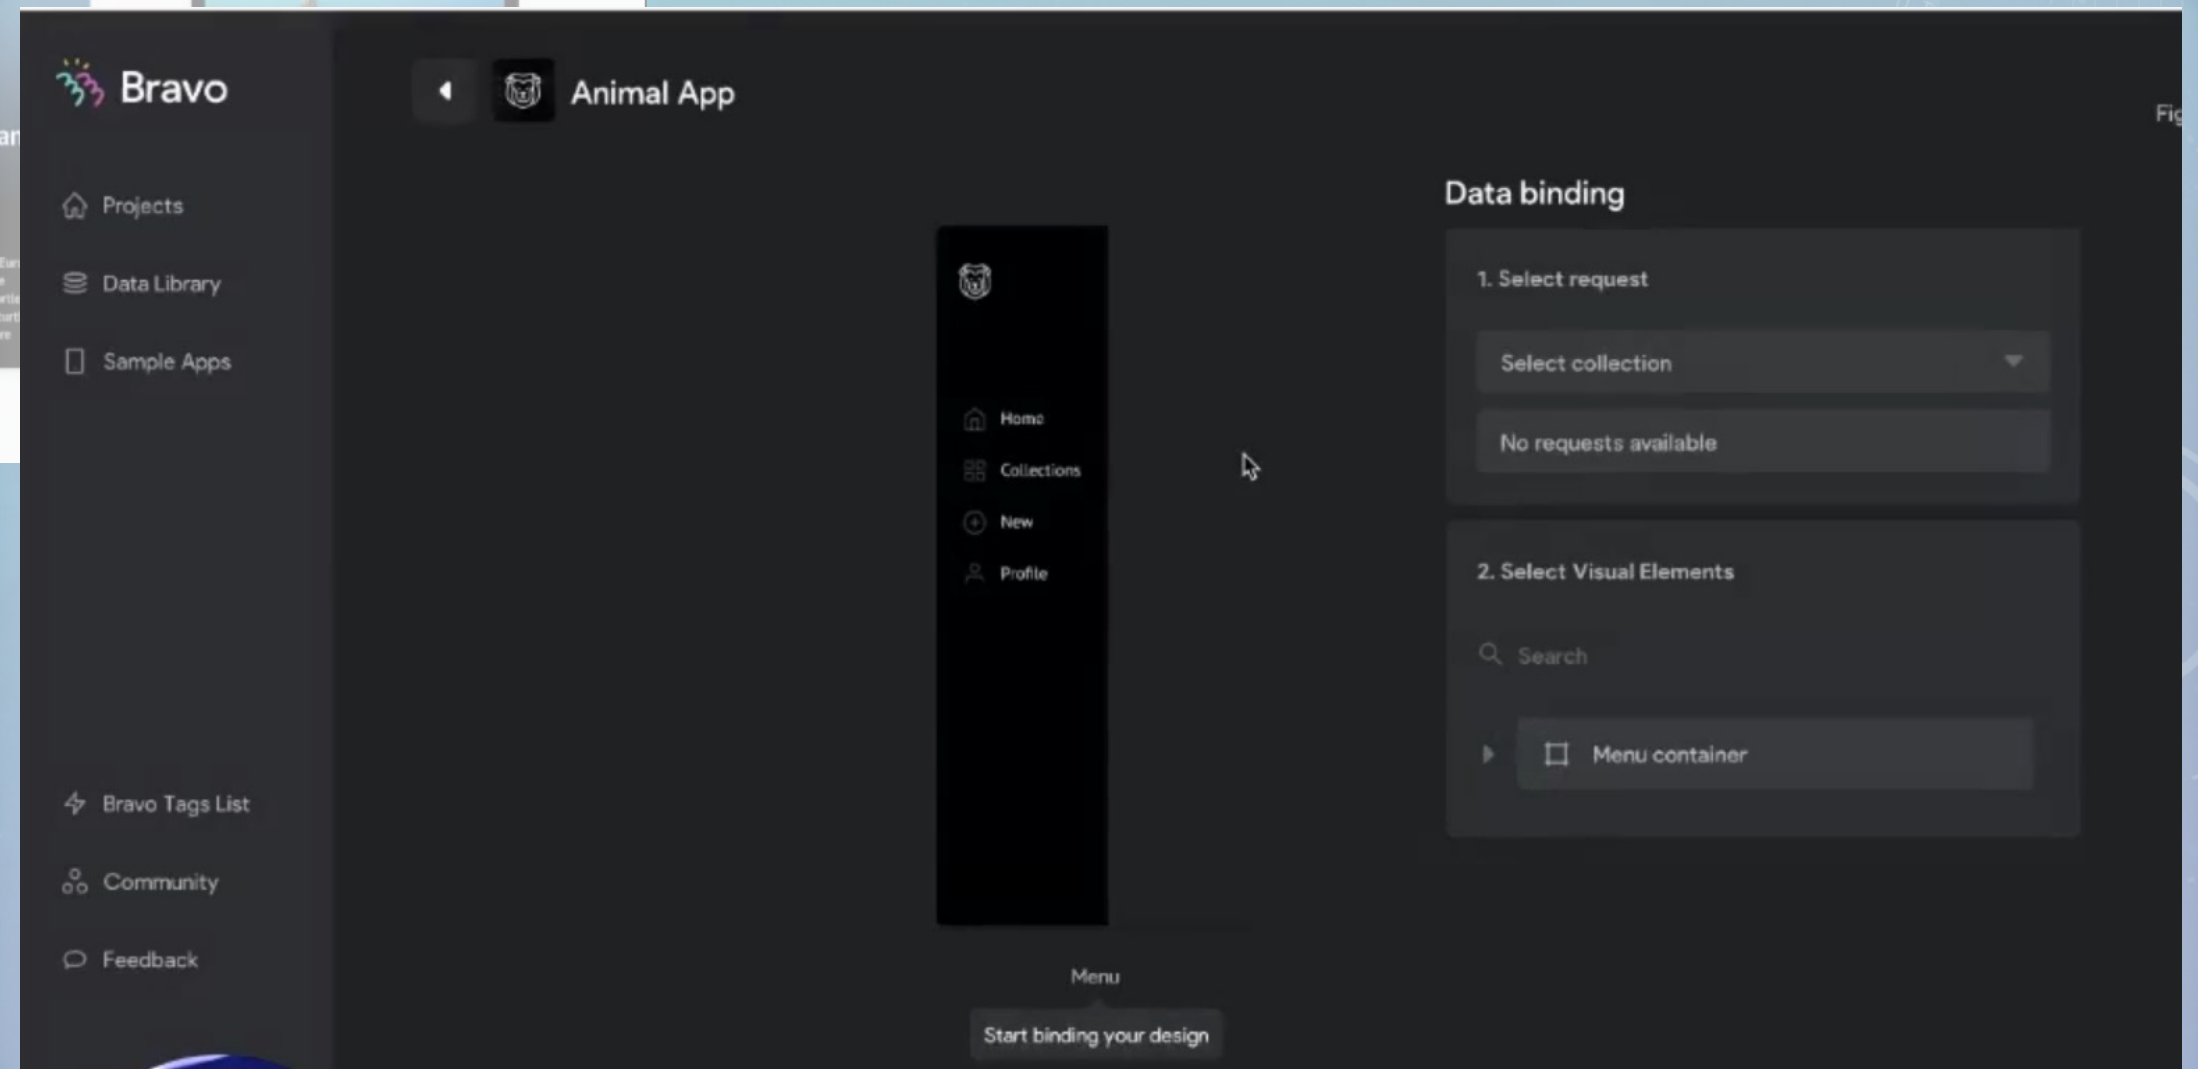 Bravo
Animal App
Projects
Data Library
Sample Apps
Bravo Tags List
Community
Feedback
Home
Collections
New
Profile
Menu
Start binding your design
Data binding
1. Select request
Select collection
No requests available
2. Select Visual Elements
Search
Menu container